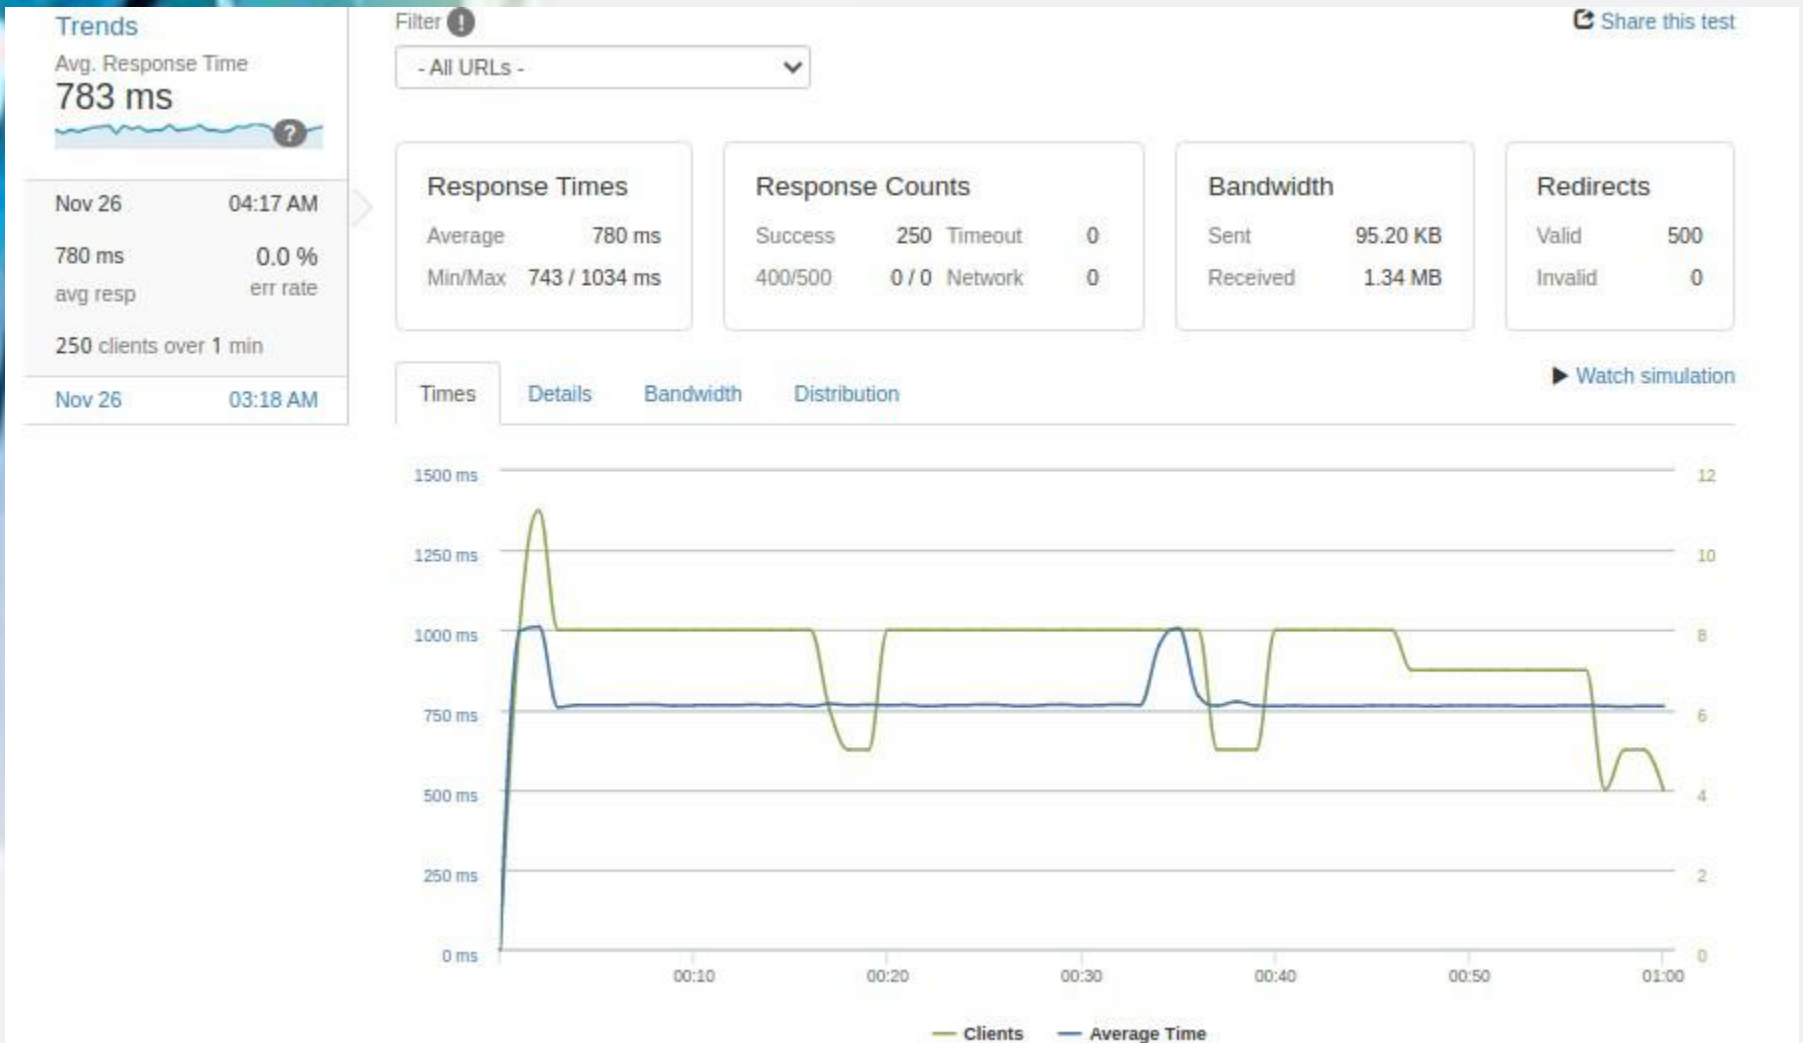 Trends
Avg. Response Time
783 ms
?
Nov 26 04:17 AM
780 ms 0.0 %
avg resp err rate
250 clients over 1 min
Nov 26 03:18 AM
Filter !
- All URLs -
Share this test
Response Times
Average 780 ms
Min/Max 743 / 1034 ms
Response Counts
Success 250 Timeout 0
400/500 0 / 0 Network 0
Bandwidth
Sent 95.20 KB
Received 1.34 MB
Redirects
Valid 500
Invalid 0
Watch simulation
Times Details Bandwidth Distribution
1500 ms 12
1250 ms 10
1000 ms 8
750 ms 6
500 ms 4
250 ms 2
0 ms 0
00:10 00:20 00:30 00:40 00:50 01:00
Clients Average Time